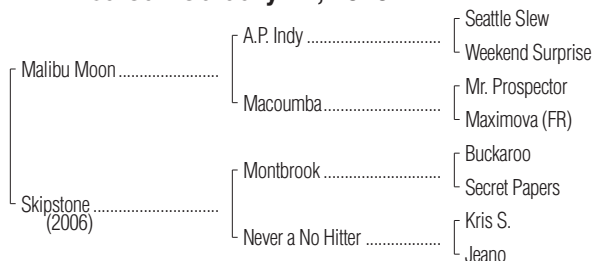 Seattle Slew
A.P. Indy ..............................
Weekend Surprise
Malibu Moon ......................
Mr. Prospector
Macoumba..........................
Maximova (FR)
Buckaroo
Montbrook ..........................
Secret Papers
Skipstone ...........................
(2006)
Kris S.
Never a No Hitter .................
Jeano